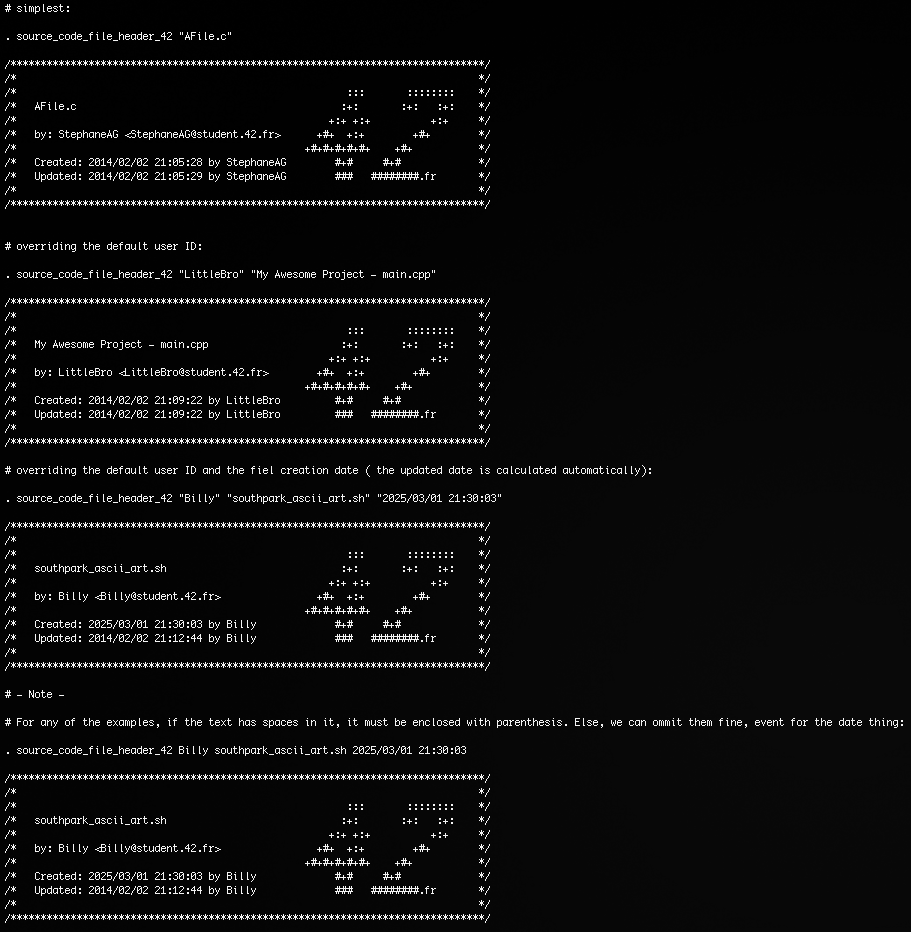 # simplest:
. source_code_file_header_42 "AFile.c"
/******************************************************************************/
/*                                                                            */
/*                                                        :::      ::::::::   */
/*   AFile.c                                            :+:      :+:    :+:   */
/*                                                    +:+ +:+         +:+     */
/*   by: StephaneAG <StephaneAG@student.42.fr>      +#+  +:+       +#+        */
/*                                                +#+#+#+#+#+   +#+           */
/*   Created: 2014/02/02 21:05:28 by StephaneAG        #+#     #+#             */
/*   Updated: 2014/02/02 21:05:29 by StephaneAG        ###   ########.fr       */
/*                                                                            */
/******************************************************************************/
# overriding the default user ID:
. source_code_file_header_42 "LittleBro" "My Awesome Project – main.cpp"
/******************************************************************************/
/*                                                                            */
/*                                                        :::      ::::::::   */
/*   My Awesome Project – main.cpp                      :+:      :+:    :+:   */
/*                                                    +:+ +:+         +:+     */
/*   by: LittleBro <LittleBro@student.42.fr>        +#+  +:+       +#+        */
/*                                                +#+#+#+#+#+   +#+           */
/*   Created: 2014/02/02 21:09:22 by LittleBro         #+#     #+#             */
/*   Updated: 2014/02/02 21:09:22 by LittleBro         ###   ########.fr       */
/*                                                                            */
/******************************************************************************/
# overriding the default user ID and the fiel creation date ( the updated date is calculated automatically):
. source_code_file_header_42 "Billy" "southpark_ascii_art.sh" "2025/03/01 21:30:03"
/******************************************************************************/
/*                                                                            */
/*                                                        :::      ::::::::   */
/*   southpark_ascii_art.sh                             :+:      :+:    :+:   */
/*                                                    +:+ +:+         +:+     */
/*   by: Billy <Billy@student.42.fr>                +#+  +:+       +#+        */
/*                                                +#+#+#+#+#+   +#+           */
/*   Created: 2025/03/01 21:30:03 by Billy             #+#     #+#             */
/*   Updated: 2014/02/02 21:12:44 by Billy             ###   ########.fr       */
/*                                                                            */
/******************************************************************************/
# – Note –
# For any of the examples, if the text has spaces in it, it must be enclosed with parenthesis. Else, we can ommit them fine, event for the date thing:
. source_code_file_header_42 Billy southpark_ascii_art.sh 2025/03/01 21:30:03
/******************************************************************************/
/*                                                                            */
/*                                                        :::      ::::::::   */
/*   southpark_ascii_art.sh                             :+:      :+:    :+:   */
/*                                                    +:+ +:+         +:+     */
/*   by: Billy <Billy@student.42.fr>                +#+  +:+       +#+        */
/*                                                +#+#+#+#+#+   +#+           */
/*   Created: 2025/03/01 21:30:03 by Billy             #+#     #+#             */
/*   Updated: 2014/02/02 21:12:44 by Billy             ###   ########.fr       */
/*                                                                            */
/******************************************************************************/